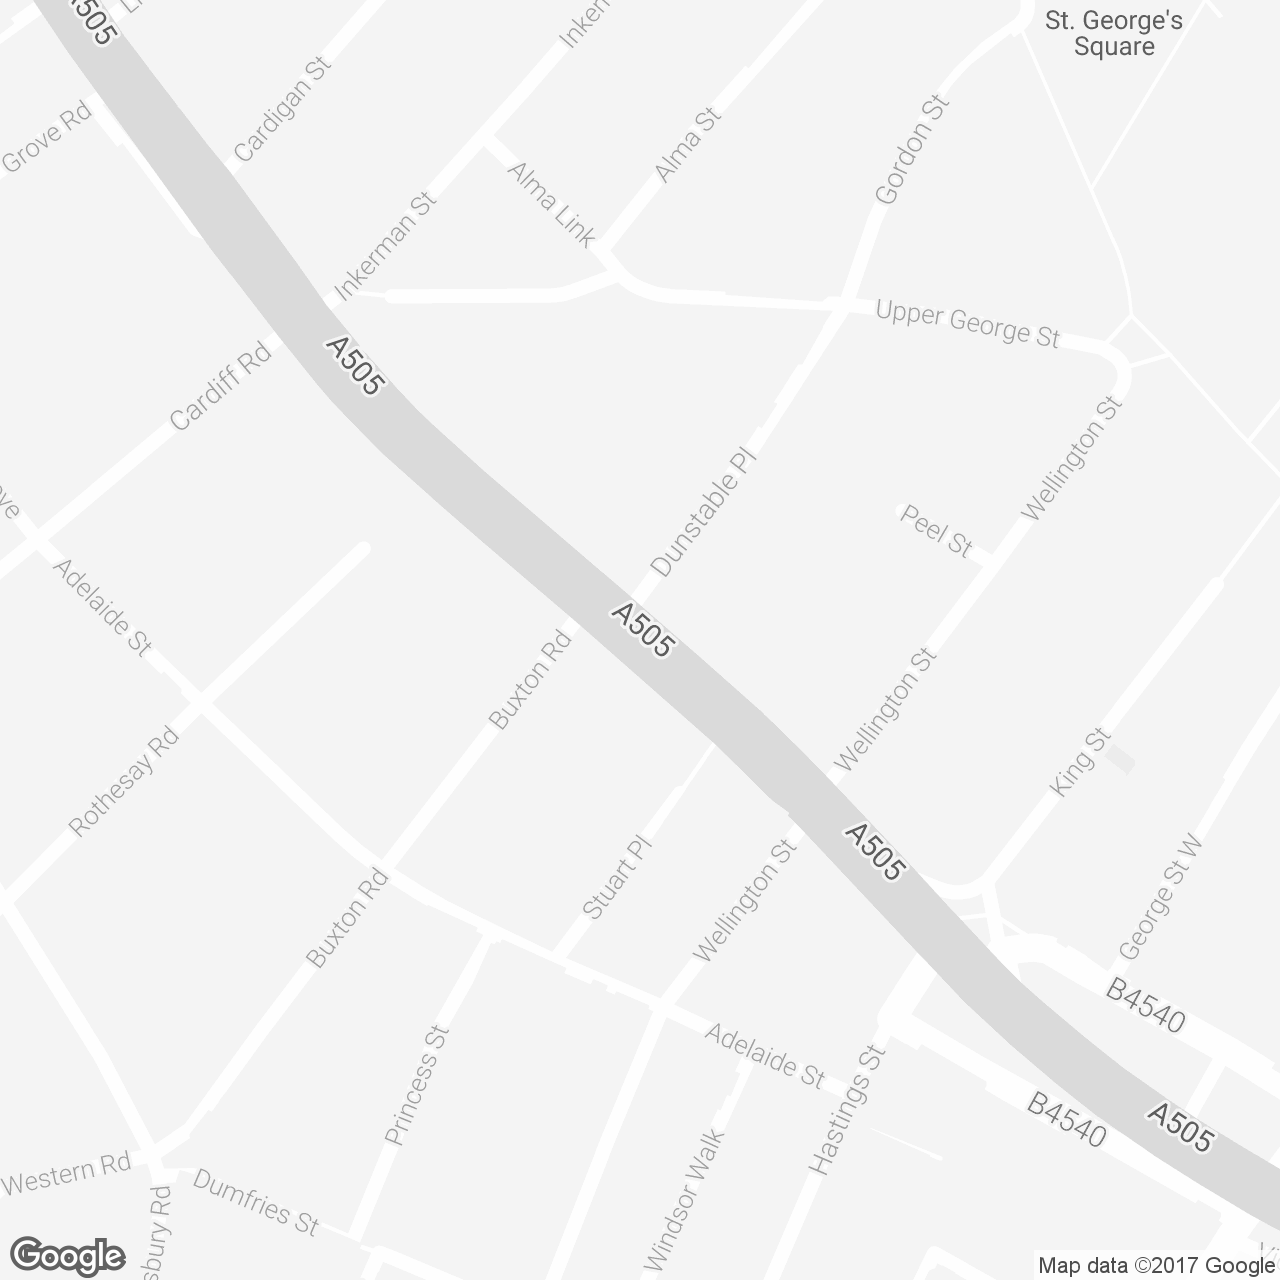 A505
St. George's
Square
Inker
Cardigan St
Grove Rd
Alma St
Gordon St
Alma Link
Inkerman St
Upper George St
A505
Cardiff Rd
Wellington St
Dunstable Pl
Peel St
Adelaide St
A505
Buxton Rd
Wellington St
Rothesay Rd
King St
A505
Stuart Pl
Wellington St
Buxton Rd
George St W
B4540
Adelaide St
Princess St
Hastings St
B4540
A505
Windsor Walk
Western Rd
Dumfries St
sbury Rd
Google
Map data ©2017 Google